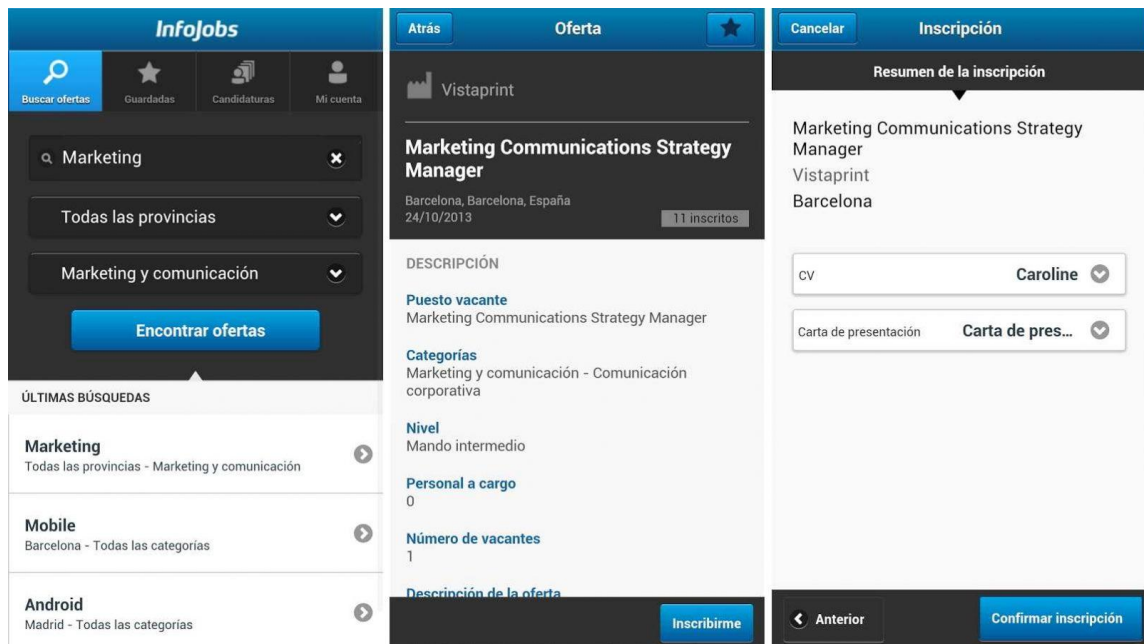 InfoJobs
Buscar ofertas
Guardadas
Candidaturas
Mi cuenta
Marketing
Todas las provincias
Marketing y comunicación
Encontrar ofertas
ÚLTIMAS BÚSQUEDAS
Marketing
Todas las provincias - Marketing y comunicación
Mobile
Barcelona - Todas las categorías
Android
Madrid - Todas las categorías
Atrás
Oferta
Vistaprint
Marketing Communications Strategy
Manager
Barcelona, Barcelona, España
24/10/2013
11 inscritos
DESCRIPCIÓN
Puesto vacante
Marketing Communications Strategy Manager
Categorías
Marketing y comunicación - Comunicación
corporativa
Nivel
Mando intermedio
Personal a cargo
0
Número de vacantes
1
Descripción de la oferta
Inscribirme
Cancelar
Inscripción
Resumen de la inscripción
Marketing Communications Strategy
Manager
Vistaprint
Barcelona
CV
Caroline
Carta de presentación
Carta de pres...
Anterior
Confirmar inscripción